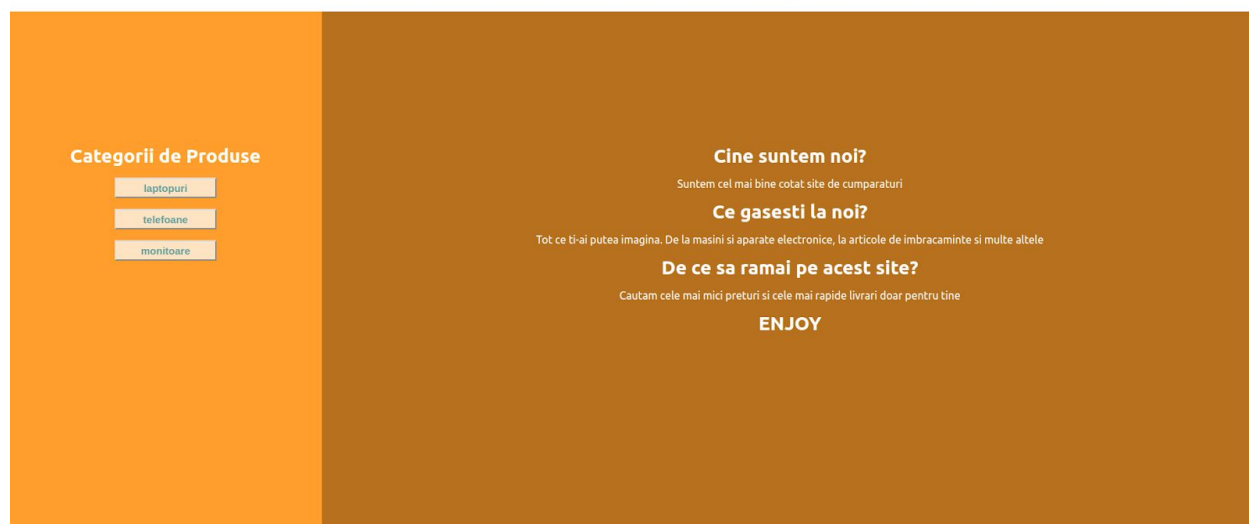 Categorii de Produse
laptopuri
telefoane
monitoare
Cine suntem noi?
Suntem cel mai bine cotat site de cumparaturi
Ce gasesti la noi?
Tot ce ti-ai putea imagina. De la masini si aparate electronice, la articole de imbracaminte si multe altele
De ce sa ramai pe acest site?
Cautam cele mai mici preturi si cele mai rapide livrari doar pentru tine
ENJOY